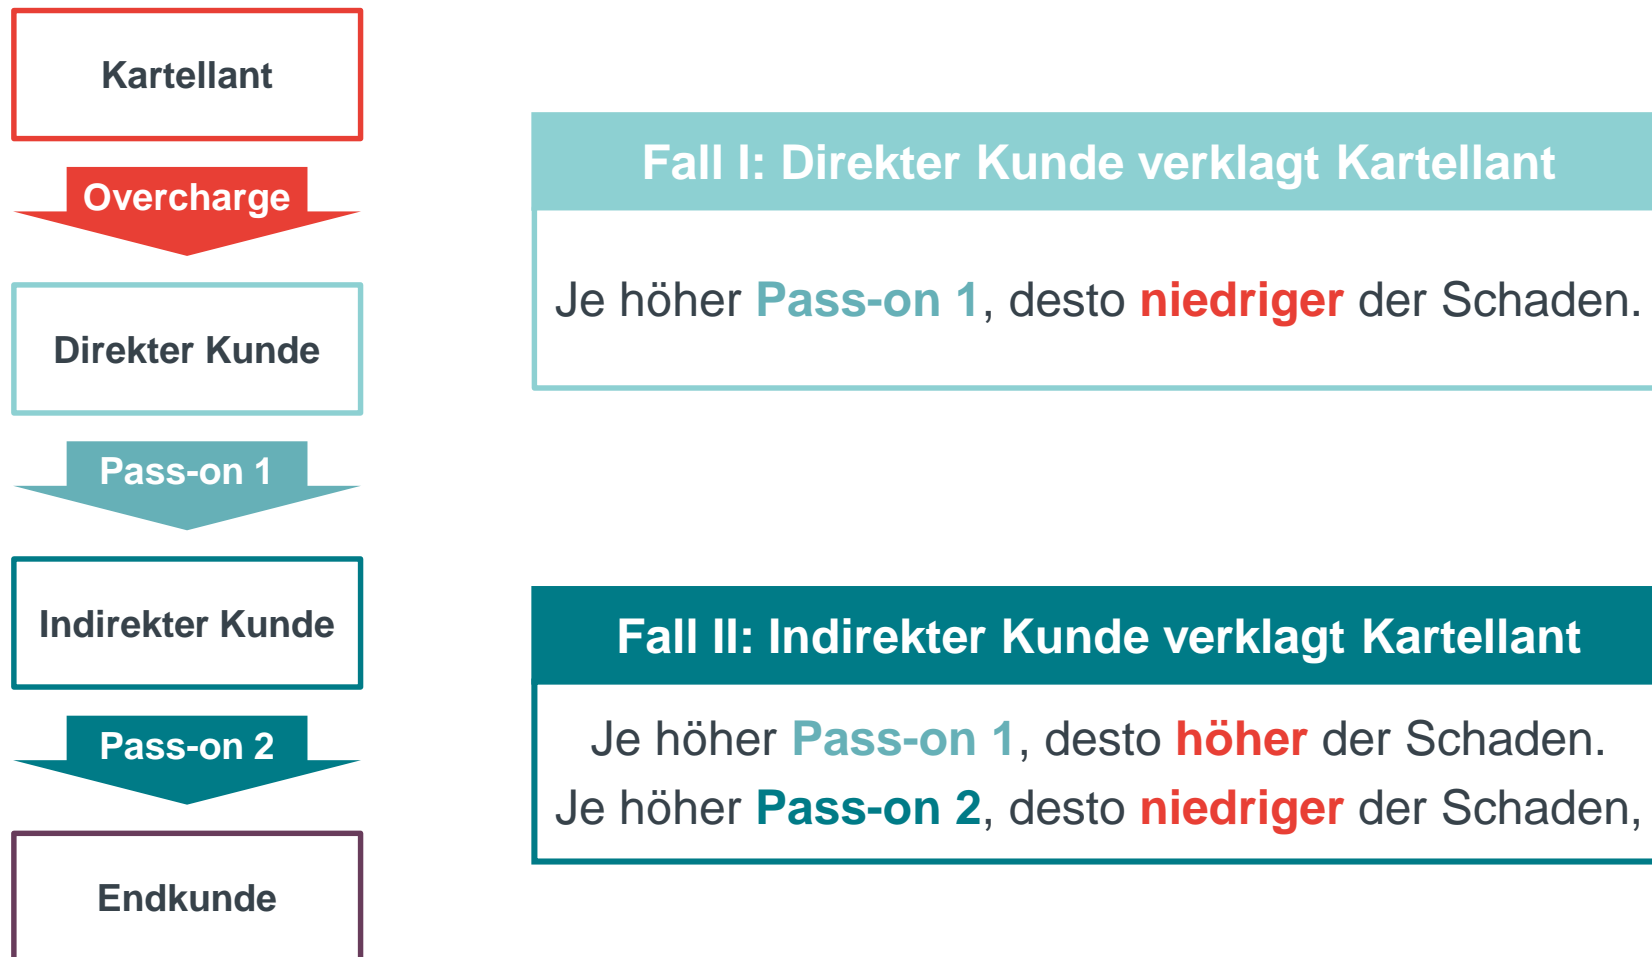 Kartellant
Overcharge
Direkter Kunde
Pass-on 1
Indirekter Kunde
Pass-on 2
Endkunde
Fall I: Direkter Kunde verklagt Kartellant
Je höher Pass-on 1, desto niedriger der Schaden.
Fall II: Indirekter Kunde verklagt Kartellant
Je höher Pass-on 1, desto höher der Schaden.
Je höher Pass-on 2, desto niedriger der Schaden,